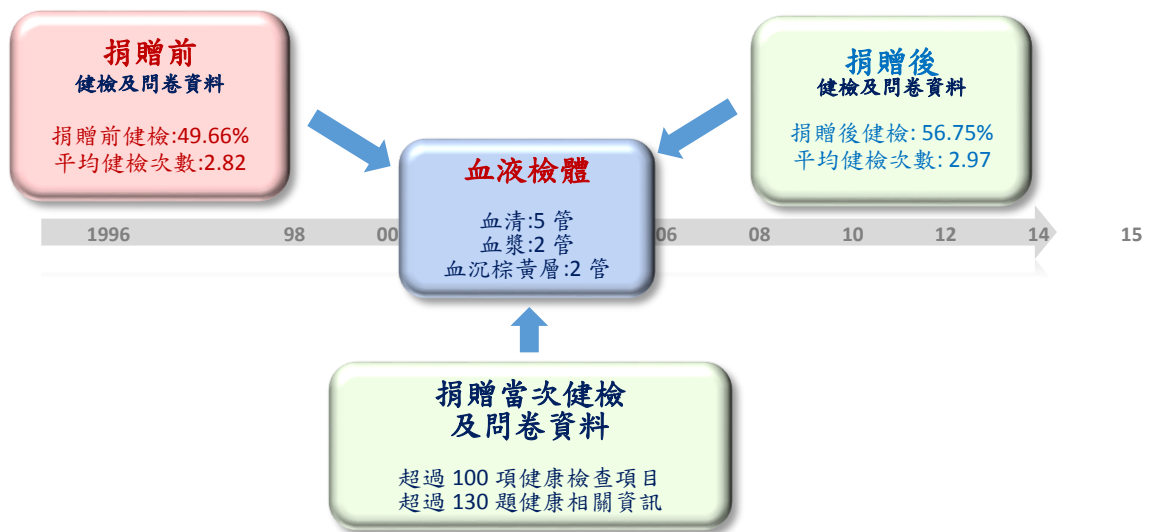 捐贈前
健檢及問卷資料
捐贈前健檢:49.66%
平均健檢次數:2.82
捐贈後
健檢及問卷資料
捐贈後健檢: 56.75%
平均健檢次數: 2.97
血液檢體
血清:5 管
血漿:2 管
血沉棕黃層:2 管
1996 98 00 06 08 10 12 14 15
捐贈當次健檢
及問卷資料
超過 100 項健康檢查項目
超過 130 題健康相關資訊